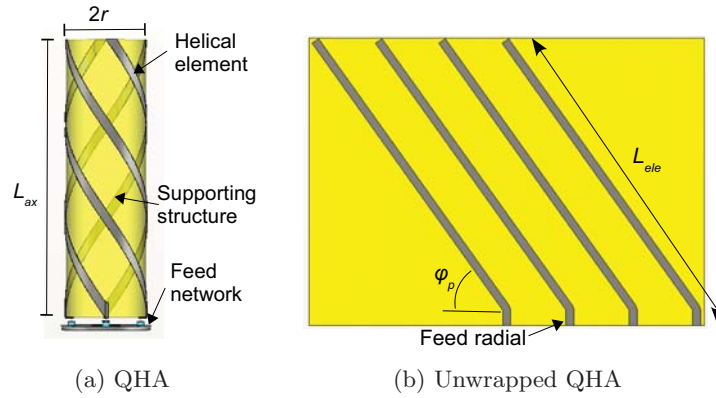 2r
Helical
element
L_ax
Supporting
structure
Feed
network
L_ele
φ_p
Feed radial
(a) QHA
(b) Unwrapped QHA